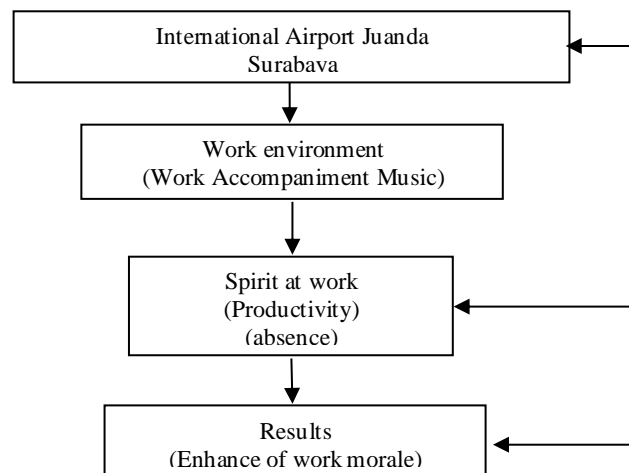 International Airport Juanda
Surabava
Work environment
(Work Accompaniment Music)
Spirit at work
(Productivity)
(absence)
Results
(Enhance of work morale)